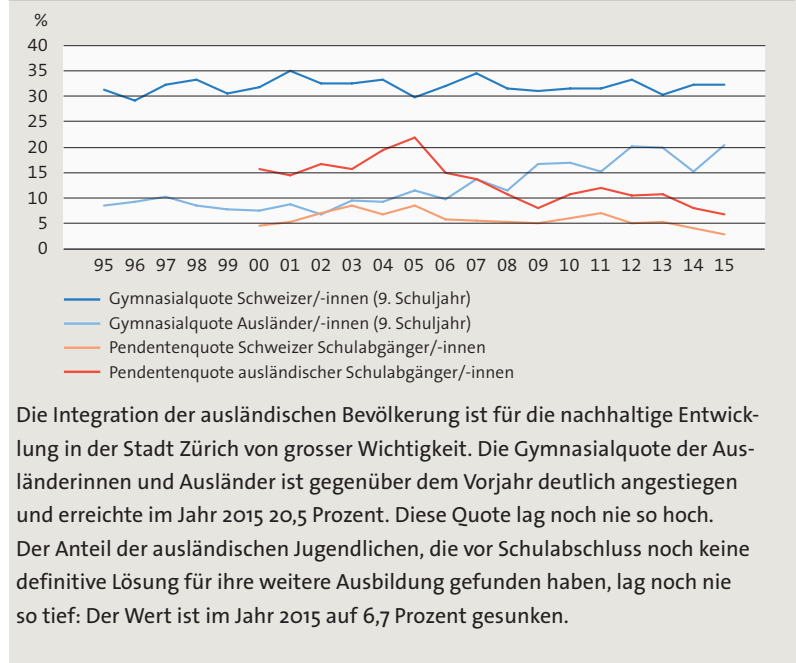 %
40
35
30
25
20
15
10
5
0
95 96 97 98 99 00 01 02 03 04 05 06 07 08 09 10 11 12 13 14 15
Gymnasialquote Schweizer/-innen (9. Schuljahr)
Gymnasialquote Ausländer/-innen (9. Schuljahr)
Pendentenquote Schweizer Schulabgänger/-innen
Pendentenquote ausländischer Schulabgänger/-innen
Die Integration der ausländischen Bevölkerung ist für die nachhaltige Entwick-
lung in der Stadt Zürich von grosser Wichtigkeit. Die Gymnasialquote der Aus-
länderinnen und Ausländer ist gegenüber dem Vorjahr deutlich angestiegen
und erreichte im Jahr 2015 20,5 Prozent. Diese Quote lag noch nie so hoch.
Der Anteil der ausländischen Jugendlichen, die vor Schulabschluss noch keine
definitive Lösung für ihre weitere Ausbildung gefunden haben, lag noch nie
so tief: Der Wert ist im Jahr 2015 auf 6,7 Prozent gesunken.